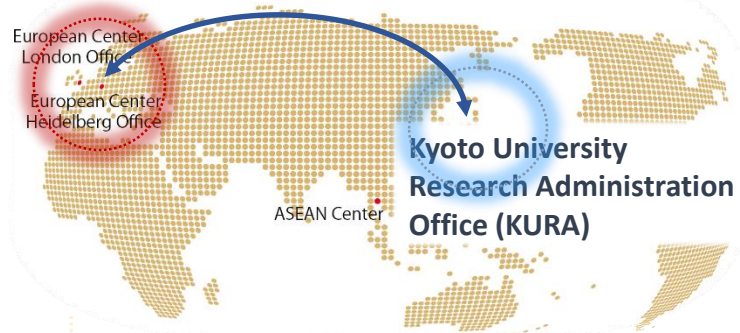 European Center
London Office
European Center
Heidelberg Office
Kyoto University
Research Administration
Office (KURA)
ASEAN Center